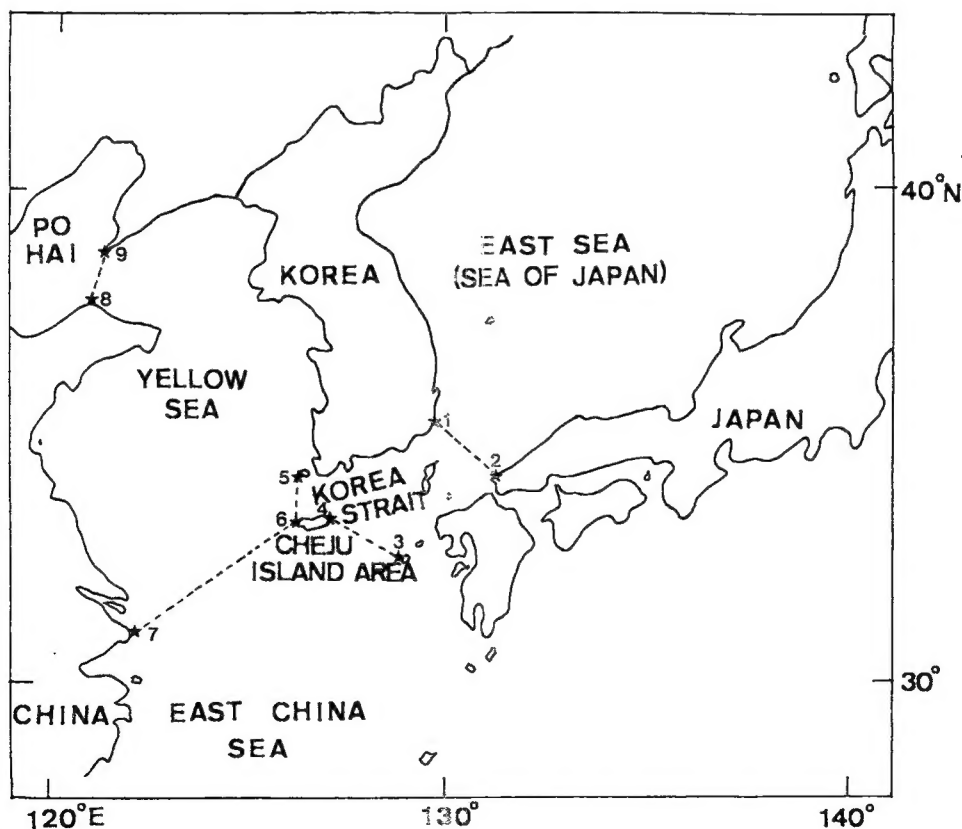 40°N
PO
HAI
9
8
KOREA
EAST SEA
(SEA OF JAPAN)
YELLOW
SEA
1
JAPAN
2
5
KOREA
STRAIT
4
6
3
CHEJU
ISLAND AREA
7
30°
CHINA
EAST CHINA
SEA
120°E
130°
140°